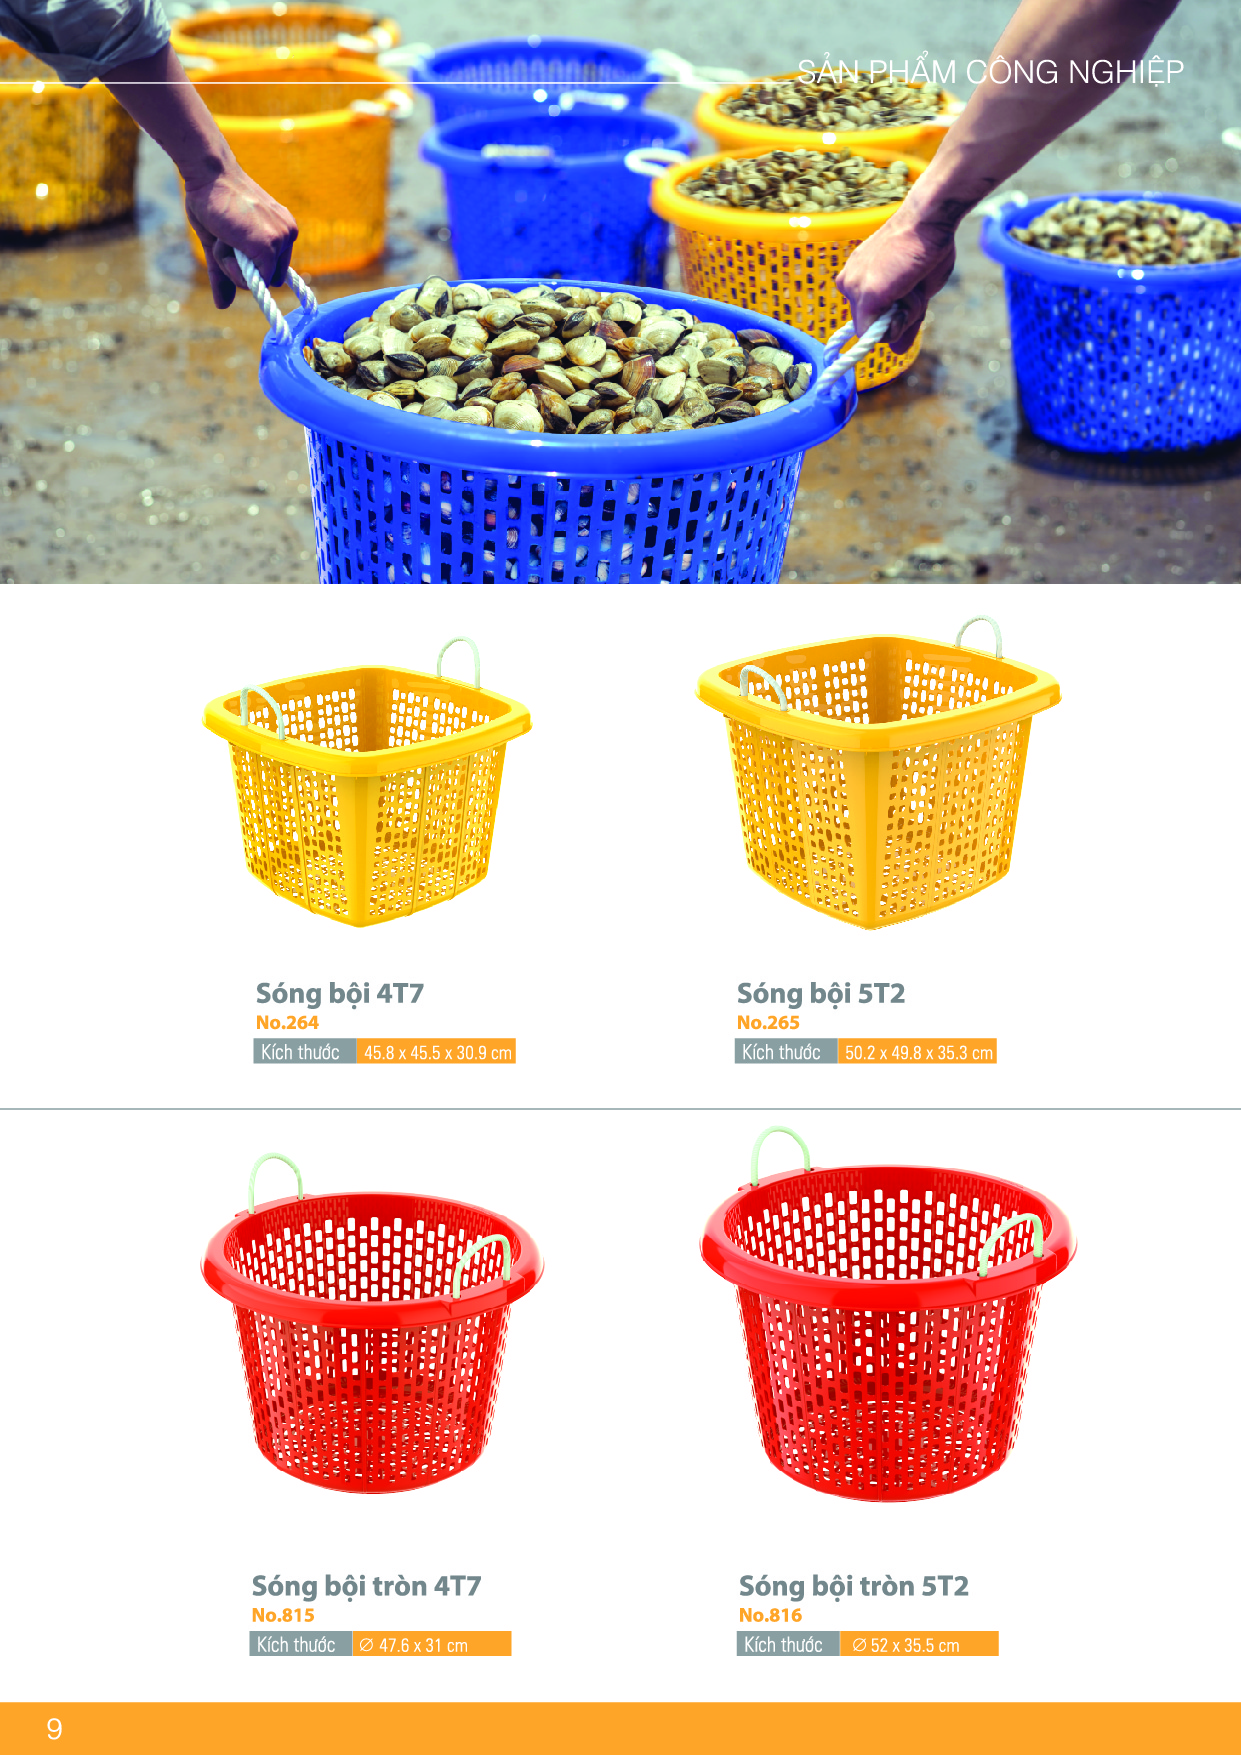 SẢN PHẨM CÔNG NGHIỆP
Sóng bội 4T7
No.264
Kích thước 45.8 x 45.5 x 30.9 cm
Sóng bội 5T2
No.265
Kích thước 50.2 x 49.8 x 35.3 cm
Sóng bội tròn 4T7
No.815
Kích thước ∅ 47.6 x 31 cm
Sóng bội tròn 5T2
No.816
Kích thước ∅ 52 x 35.5 cm
9